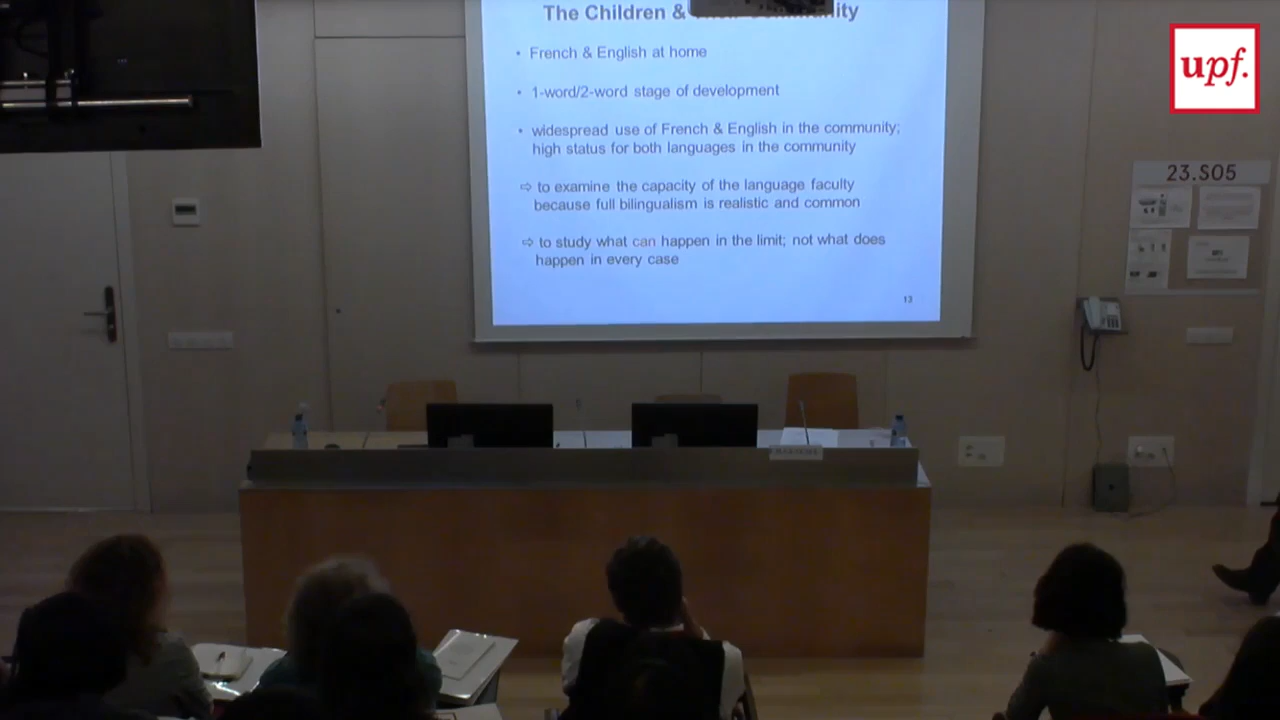 The Children &
upf.
• French & English at home
• 1-word/2-word stage of development
• widespread use of French & English in the community;
high status for both languages in the community
⇨ to examine the capacity of the language faculty
because full bilingualism is realistic and common
⇨ to study what can happen in the limit; not what does
happen in every case
13
23.S05